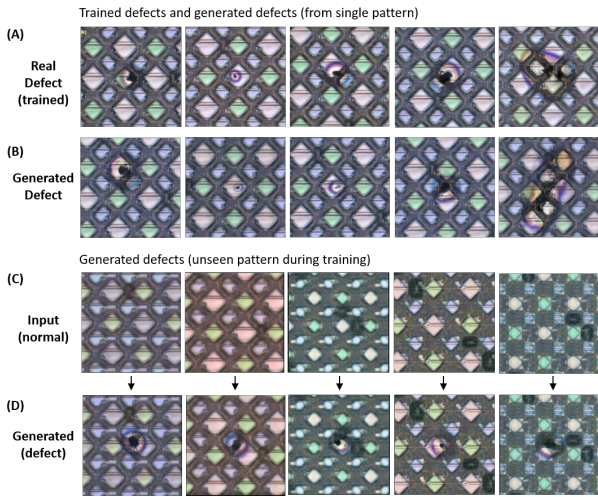 Trained defects and generated defects (from single pattern)
(A)
Real
Defect
(trained)
(B)
Generated
Defect
Generated defects (unseen pattern during training)
(C)
Input
(normal)
(D)
Generated
(defect)